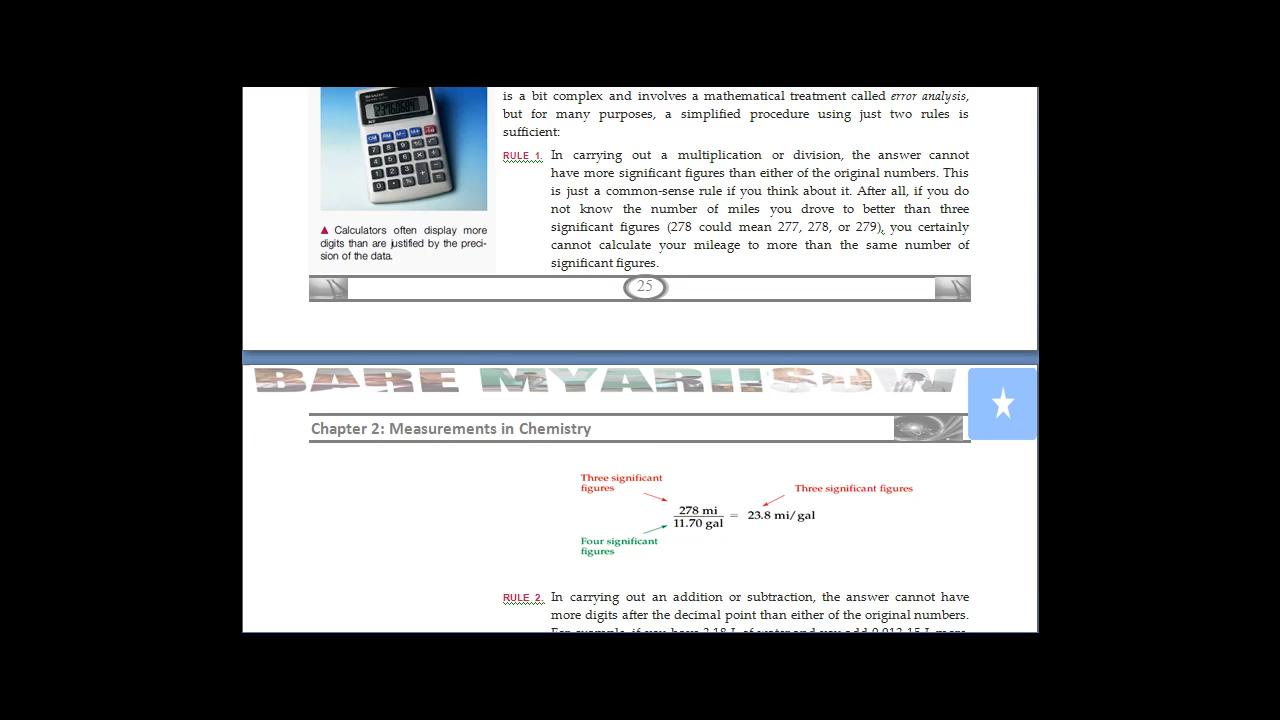 is a bit complex and involves a mathematical treatment called error analysis,
but for many purposes, a simplified procedure using just two rules is
sufficient:
RULE 1. In carrying out a multiplication or division, the answer cannot
have more significant figures than either of the original numbers. This
is just a common-sense rule if you think about it. After all, if you do
not know the number of miles you drove to better than three
significant figures (278 could mean 277, 278, or 279), you certainly
cannot calculate your mileage to more than the same number of
significant figures.
▲ Calculators often display more
digits than are justified by the preci-
sion of the data.
25
BARE MYARIISOW
Chapter 2: Measurements in Chemistry
Three significant
figures
Three significant figures
278 mi
11.70 gal
= 23.8 mi/gal
Four significant
figures
RULE 2. In carrying out an addition or subtraction, the answer cannot have
more digits after the decimal point than either of the original numbers.